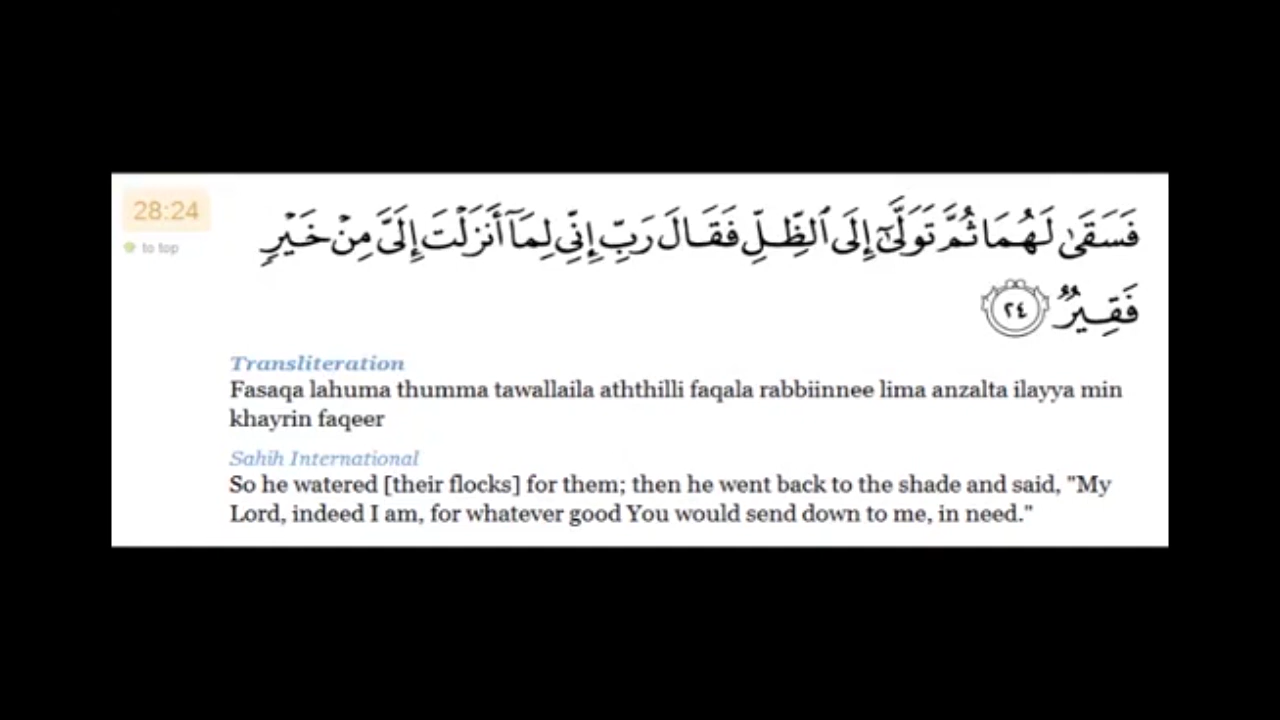 28:24
to top
فَسَقَىٰ لَهُمَا ثُمَّ تَوَلَّىٰٓ إِلَى ٱلظِّلِّ فَقَالَ رَبِّ إِنِّى لِمَآ أَنزَلْتَ إِلَىَّ مِنْ خَيْرٍ
فَقِيرٌ ٢٤
Transliteration
Fasaqa lahuma thumma tawallaila aththilli faqala rabbiinnee lima anzalta ilayya min
khayrin faqeer
Sahih International
So he watered [their flocks] for them; then he went back to the shade and said, "My
Lord, indeed I am, for whatever good You would send down to me, in need."